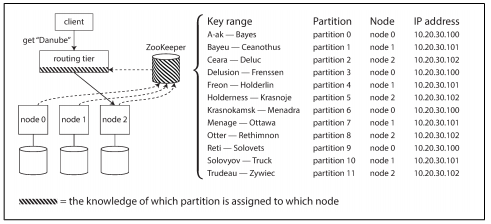 client
get "Danube"
routing tier
ZooKeeper
node 0
node 1
node 2
Key range Partition Node IP address
A-ak — Bayes partition 0 node 0 10.20.30.100
Bayeu — Ceanothus partition 1 node 1 10.20.30.101
Ceara — Deluc partition 2 node 2 10.20.30.102
Delusion — Frenssen partition 3 node 0 10.20.30.100
Freon — Holderlin partition 4 node 1 10.20.30.101
Holderness — Krasnoje partition 5 node 2 10.20.30.102
Krasnokamsk — Menadra partition 6 node 0 10.20.30.100
Menage — Ottawa partition 7 node 1 10.20.30.101
Otter — Rethimnon partition 8 node 2 10.20.30.102
Reti — Solovets partition 9 node 0 10.20.30.100
Solovyov — Truck partition 10 node 1 10.20.30.101
Trudeau — Zywiec partition 11 node 2 10.20.30.102
= the knowledge of which partition is assigned to which node